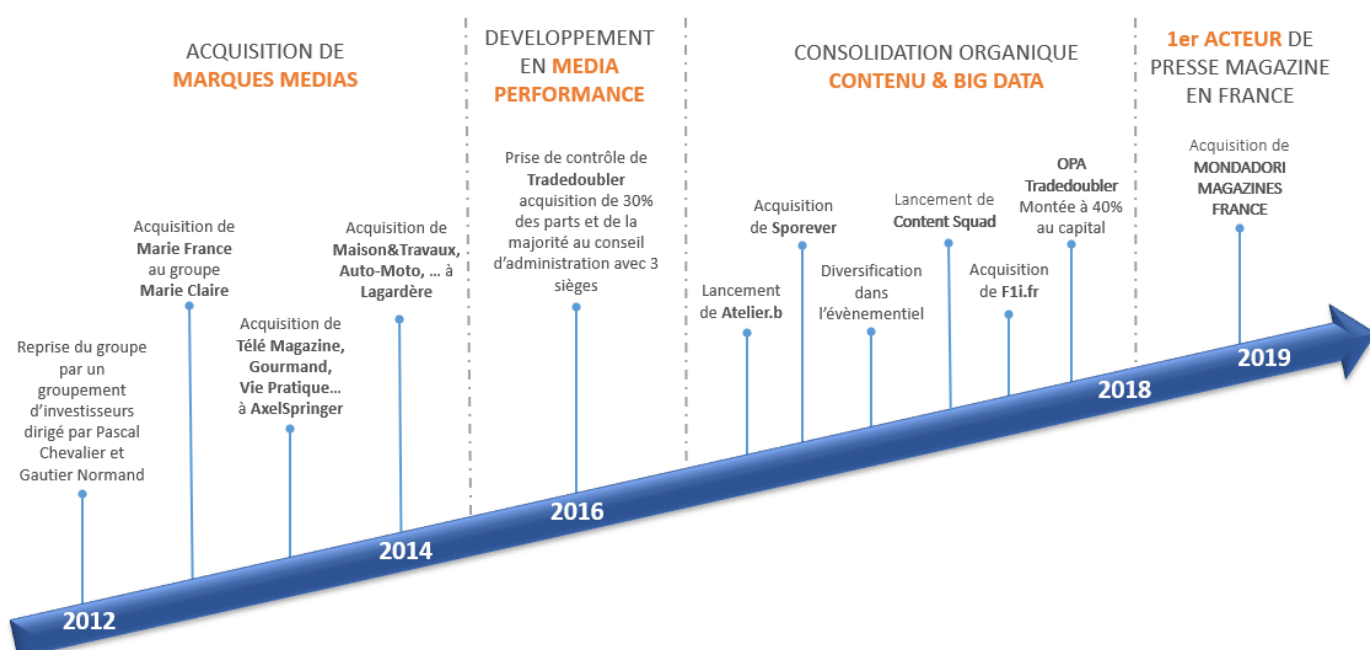 ACQUISITION DE
MARQUES MEDIAS
DEVELOPPEMENT
EN MEDIA
PERFORMANCE
CONSOLIDATION ORGANIQUE
CONTENU & BIG DATA
1er ACTEUR DE
PRESSE MAGAZINE
EN FRANCE
Reprise du groupe
par un
groupement
d’investisseurs
dirigé par Pascal
Chevalier et
Gautier Normand
Acquisition de
Marie France
au groupe
Marie Claire
Acquisition de
Télé Magazine,
Gourmand,
Vie Pratique…
à AxelSpringer
Acquisition de
Maison&Travaux,
Auto-Moto, … à
Lagardère
Prise de contrôle de
Tradedoubler
acquisition de 30%
des parts et de la
majorité au conseil
d’administration avec 3
sièges
Lancement
de Atelier.b
Acquisition
de Sporever
Diversification
dans
l’évènementiel
Lancement de
Content Squad
Acquisition
de F1i.fr
OPA
Tradedoubler
Montée à 40%
au capital
Acquisition de
MONDADORI
MAGAZINES
FRANCE
2012
2014
2016
2018
2019